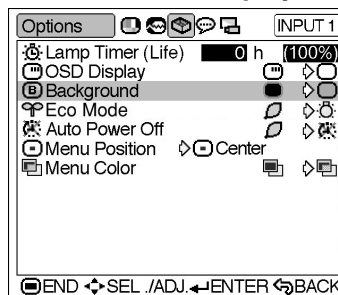 Options INPUT 1
Lamp Timer (Life) 0 h (100%)
OSD Display
B Background
Eco Mode
Auto Power Off
Menu Position Center
Menu Color
END SEL ./ADJ. ENTER BACK